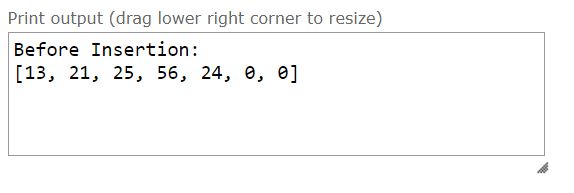 Print output (drag lower right corner to resize)
Before Insertion:
[13, 21, 25, 56, 24, 0, 0]